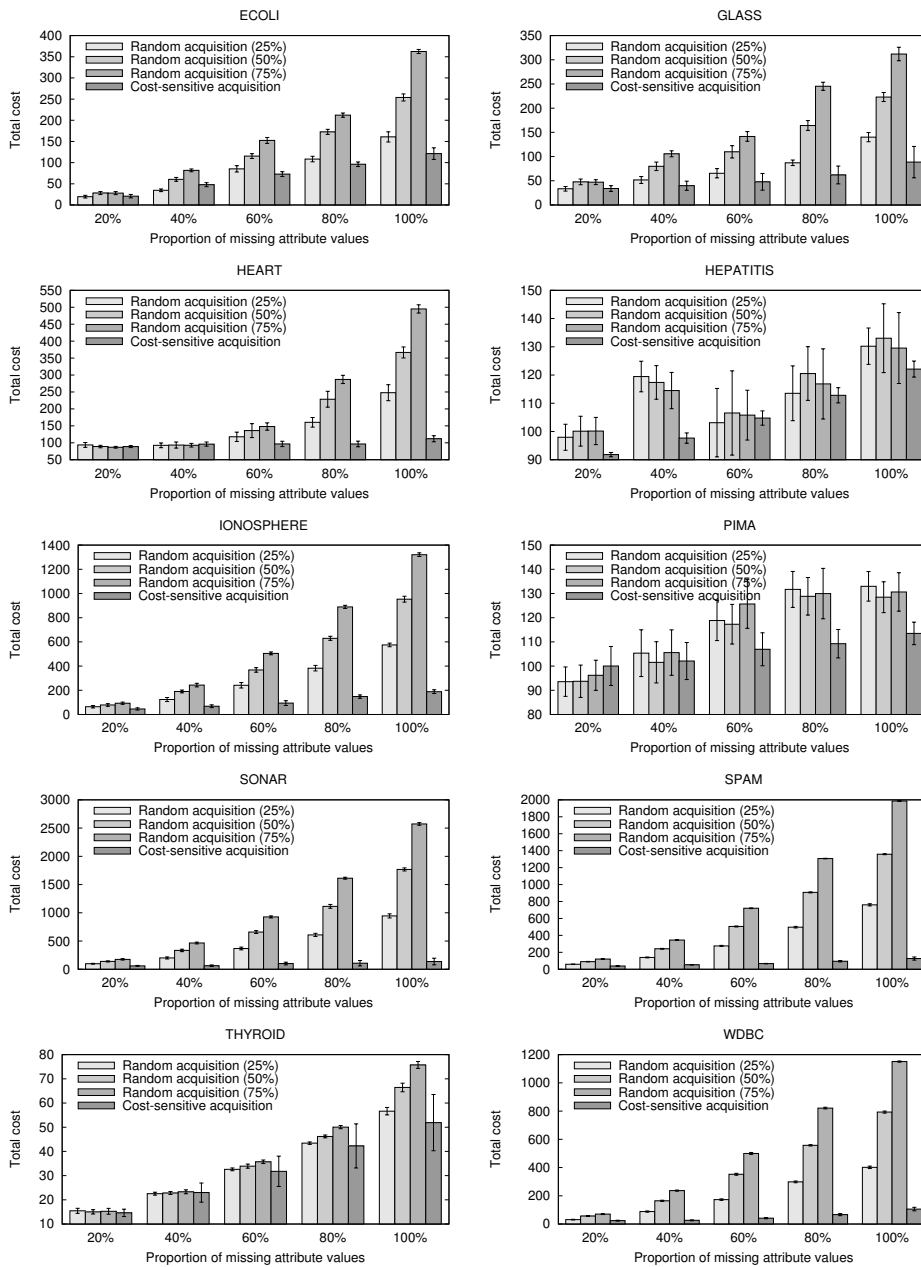 ECOLI
Total cost
400
350
300
250
200
150
100
50
0
Random acquisition (25%)
Random acquisition (50%)
Random acquisition (75%)
Cost-sensitive acquisition
20% 40% 60% 80% 100%
Proportion of missing attribute values
GLASS
Total cost
350
300
250
200
150
100
50
0
Random acquisition (25%)
Random acquisition (50%)
Random acquisition (75%)
Cost-sensitive acquisition
20% 40% 60% 80% 100%
Proportion of missing attribute values
HEART
Total cost
550
500
450
400
350
300
250
200
150
100
50
Random acquisition (25%)
Random acquisition (50%)
Random acquisition (75%)
Cost-sensitive acquisition
20% 40% 60% 80% 100%
Proportion of missing attribute values
HEPATITIS
Total cost
150
140
130
120
110
100
90
Random acquisition (25%)
Random acquisition (50%)
Random acquisition (75%)
Cost-sensitive acquisition
20% 40% 60% 80% 100%
Proportion of missing attribute values
IONOSPHERE
Total cost
1400
1200
1000
800
600
400
200
0
Random acquisition (25%)
Random acquisition (50%)
Random acquisition (75%)
Cost-sensitive acquisition
20% 40% 60% 80% 100%
Proportion of missing attribute values
PIMA
Total cost
150
140
130
120
110
100
90
80
Random acquisition (25%)
Random acquisition (50%)
Random acquisition (75%)
Cost-sensitive acquisition
20% 40% 60% 80% 100%
Proportion of missing attribute values
SONAR
Total cost
3000
2500
2000
1500
1000
500
0
Random acquisition (25%)
Random acquisition (50%)
Random acquisition (75%)
Cost-sensitive acquisition
20% 40% 60% 80% 100%
Proportion of missing attribute values
SPAM
Total cost
2000
1800
1600
1400
1200
1000
800
600
400
200
0
Random acquisition (25%)
Random acquisition (50%)
Random acquisition (75%)
Cost-sensitive acquisition
20% 40% 60% 80% 100%
Proportion of missing attribute values
THYROID
Total cost
80
70
60
50
40
30
20
10
Random acquisition (25%)
Random acquisition (50%)
Random acquisition (75%)
Cost-sensitive acquisition
20% 40% 60% 80% 100%
Proportion of missing attribute values
WDBC
Total cost
1200
1000
800
600
400
200
0
Random acquisition (25%)
Random acquisition (50%)
Random acquisition (75%)
Cost-sensitive acquisition
20% 40% 60% 80% 100%
Proportion of missing attribute values